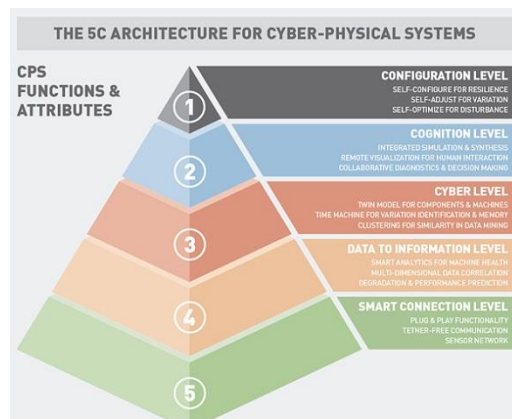 THE 5C ARCHITECTURE FOR CYBER-PHYSICAL SYSTEMS
CPS
FUNCTIONS &
ATTRIBUTES
1
CONFIGURATION LEVEL
SELF-CONFIGURE FOR RESILIENCE
SELF-ADJUST FOR VARIATION
SELF-OPTIMIZE FOR DISTURBANCE
2
COGNITION LEVEL
INTEGRATED SIMULATION & SYNTHESIS
REMOTE VISUALIZATION FOR HUMAN INTERACTION
COLLABORATIVE DIAGNOSTICS & DECISION MAKING
3
CYBER LEVEL
TWIN MODEL FOR COMPONENTS & MACHINES
TIME MACHINE FOR VARIATION IDENTIFICATION & MEMORY
CLUSTERING FOR SIMILARITY IN DATA MINING
4
DATA TO INFORMATION LEVEL
SMART ANALYTICS FOR MACHINE HEALTH
MULTI-DIMENSIONAL DATA CORRELATION
DEGRADATION & PERFORMANCE PREDICTION
5
SMART CONNECTION LEVEL
PLUG & PLAY FUNCTIONALITY
TETHER-FREE COMMUNICATION
SENSOR NETWORK